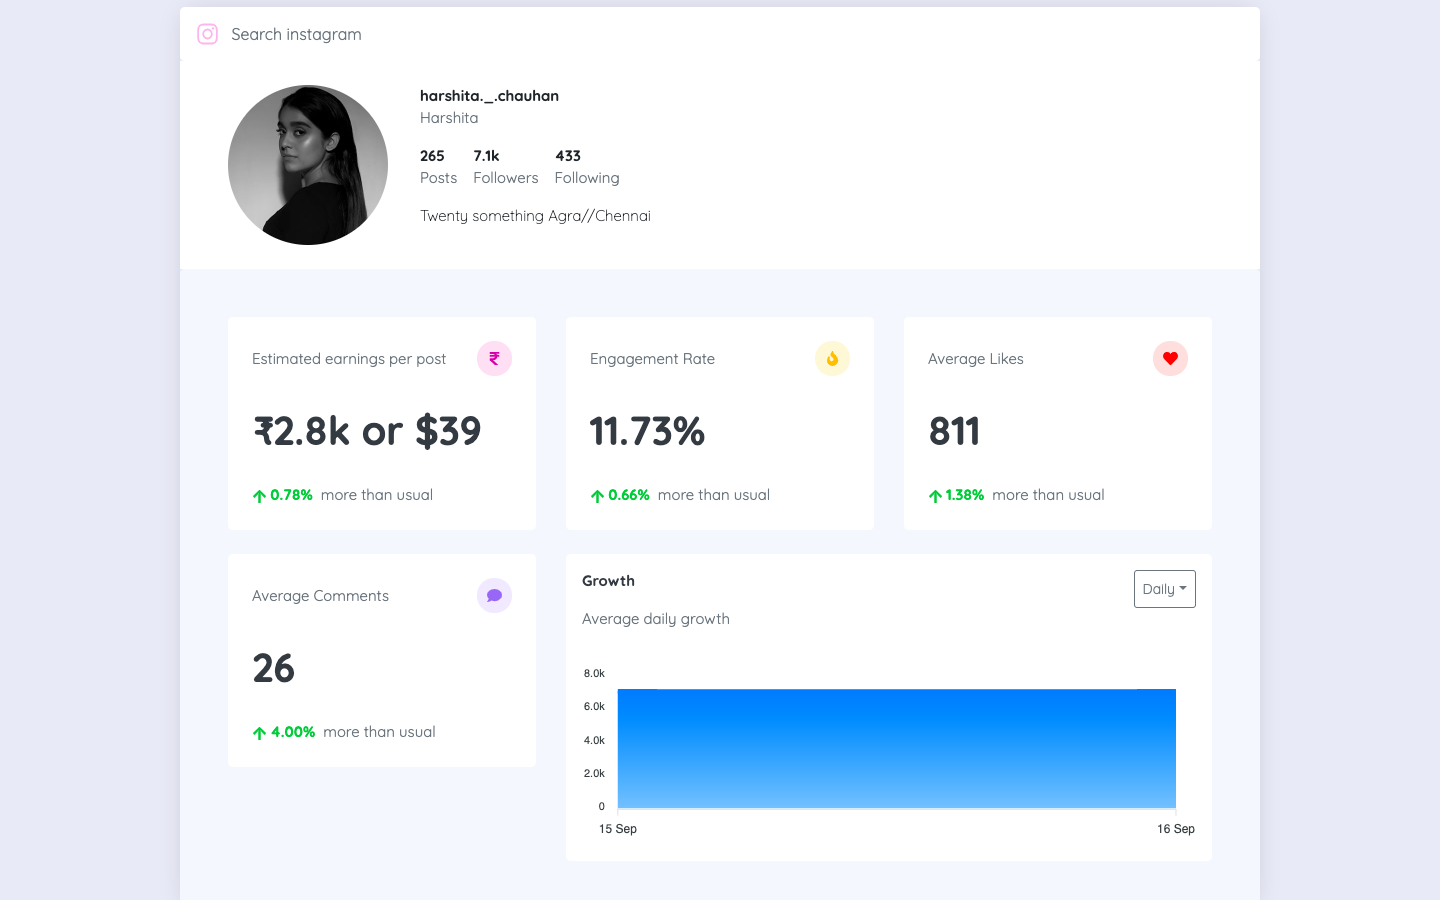 Search instagram
harshita._.chauhan
Harshita
265 7.1k 433
Posts Followers Following
Twenty something Agra//Chennai
Estimated earnings per post
₹
₹2.8k or $39
0.78% more than usual
Engagement Rate
11.73%
0.66% more than usual
Average Likes
811
1.38% more than usual
Average Comments
26
4.00% more than usual
Growth
Daily
Average daily growth
8.0k
6.0k
4.0k
2.0k
0
15 Sep 16 Sep